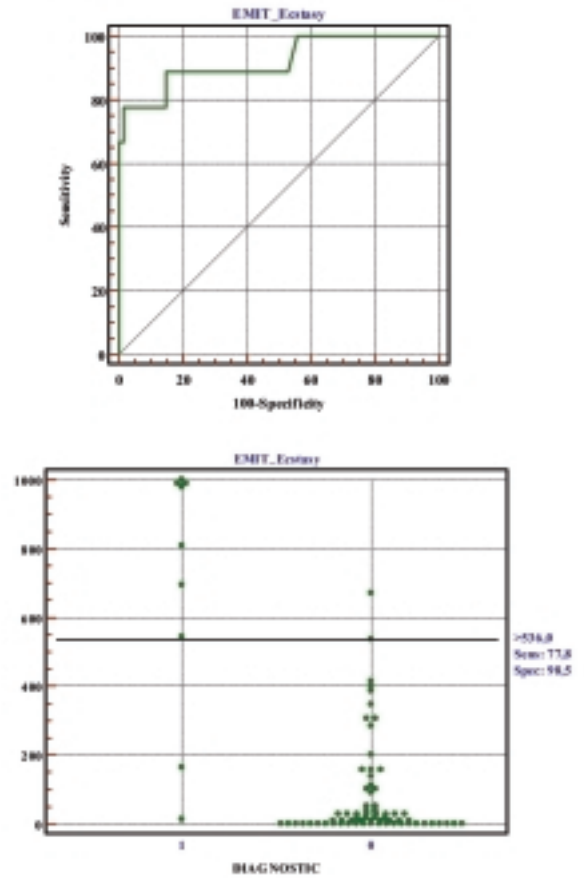 EMIT_Ecstasy
100
80
60
40
20
0
Sensitivity
0 20 40 60 80 100
100-Specificity
EMIT_Ecstasy
1000
800
600
400
200
0
>536,0
Sens: 77,8
Spec: 98,5
1 0
DIAGNOSTIC